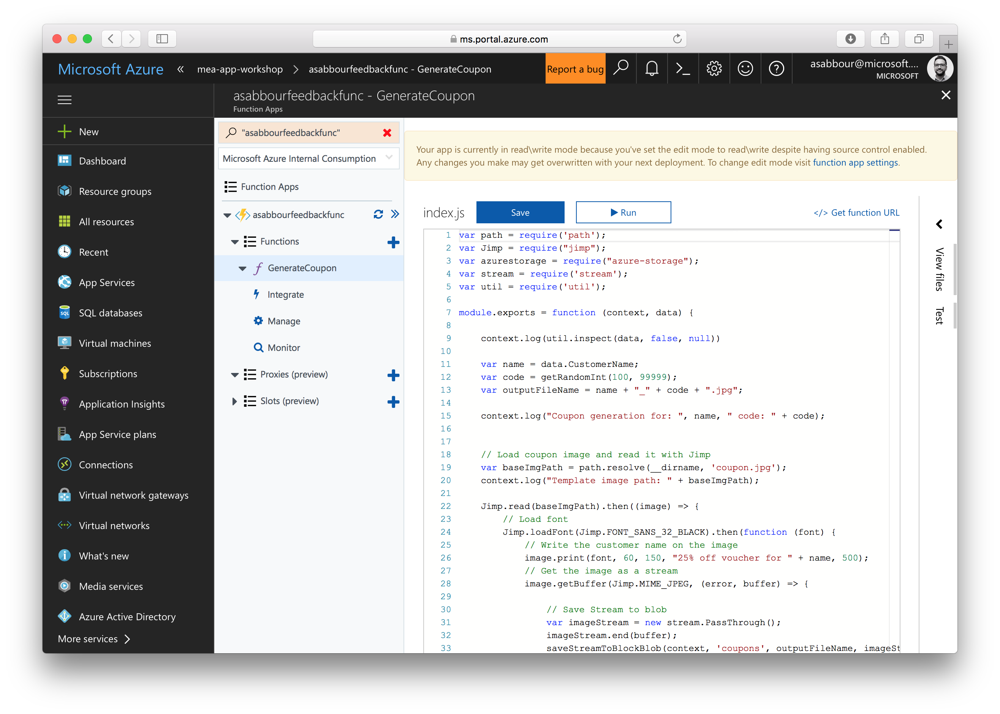 ms.portal.azure.com
Microsoft Azure « mea-app-workshop > asabbourfeedbackfunc - GenerateCoupon
Report a bug
asabbour@microsoft....
MICROSOFT
asabbourfeedbackfunc - GenerateCoupon
Function Apps
New
Dashboard
Resource groups
All resources
Recent
App Services
SQL databases
Virtual machines
Subscriptions
Application Insights
App Service plans
Connections
Virtual network gateways
Virtual networks
What's new
Media services
Azure Active Directory
More services >
"asabbourfeedbackfunc"
Microsoft Azure Internal Consumption
Function Apps
asabbourfeedbackfunc
Functions
GenerateCoupon
Integrate
Manage
Monitor
Proxies (preview)
Slots (preview)
Your app is currently in read\write mode because you've set the edit mode to read\write despite having source control enabled.
Any changes you make may get overwritten with your next deployment. To change edit mode visit function app settings.
index.js Save Run </> Get function URL
1 var path = require('path');
2 var Jimp = require("jimp");
3 var azurestorage = require("azure-storage");
4 var stream = require('stream');
5 var util = require('util');
6
7 module.exports = function (context, data) {
8
9 context.log(util.inspect(data, false, null))
10
11 var name = data.CustomerName;
12 var code = getRandomInt(100, 99999);
13 var outputFileName = name + "_" + code + ".jpg";
14
15 context.log("Coupon generation for: ", name, " code: " + code);
16
17
18 // Load coupon image and read it with Jimp
19 var baseImgPath = path.resolve(__dirname, 'coupon.jpg');
20 context.log("Template image path: " + baseImgPath);
21
22 Jimp.read(baseImgPath).then((image) => {
23 // Load font
24 Jimp.loadFont(Jimp.FONT_SANS_32_BLACK).then(function (font) {
25 // Write the customer name on the image
26 image.print(font, 60, 150, "25% off voucher for " + name, 500);
27 // Get the image as a stream
28 image.getBuffer(Jimp.MIME_JPEG, (error, buffer) => {
29
30 // Save Stream to blob
31 var imageStream = new stream.PassThrough();
32 imageStream.end(buffer);
33 saveStreamToBlockBlob(context, 'coupons', outputFileName, imageSt
View files
Test